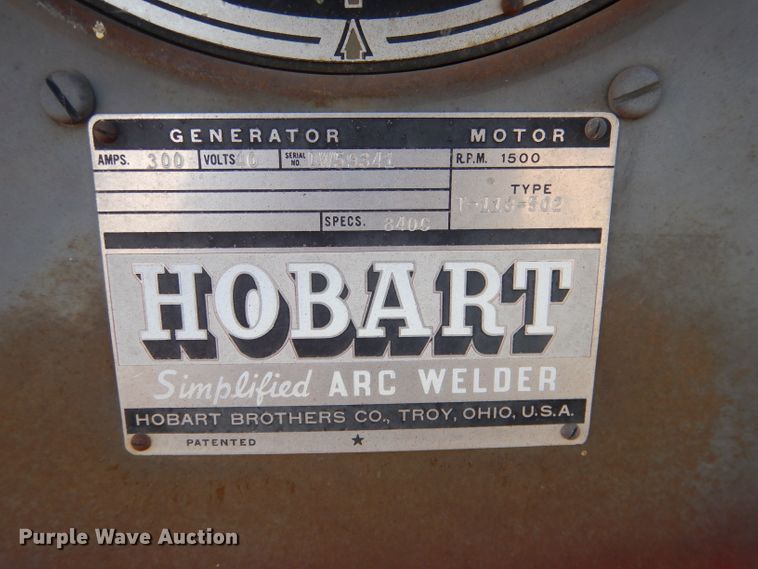 GENERATOR MOTOR
AMPS. 300 VOLTS 40 SERIAL NO. R.P.M. 1500
TYPE
SPECS. 840C
HOBART
Simplified ARC WELDER
HOBART BROTHERS CO., TROY, OHIO, U.S.A.
PATENTED ★
Purple Wave Auction